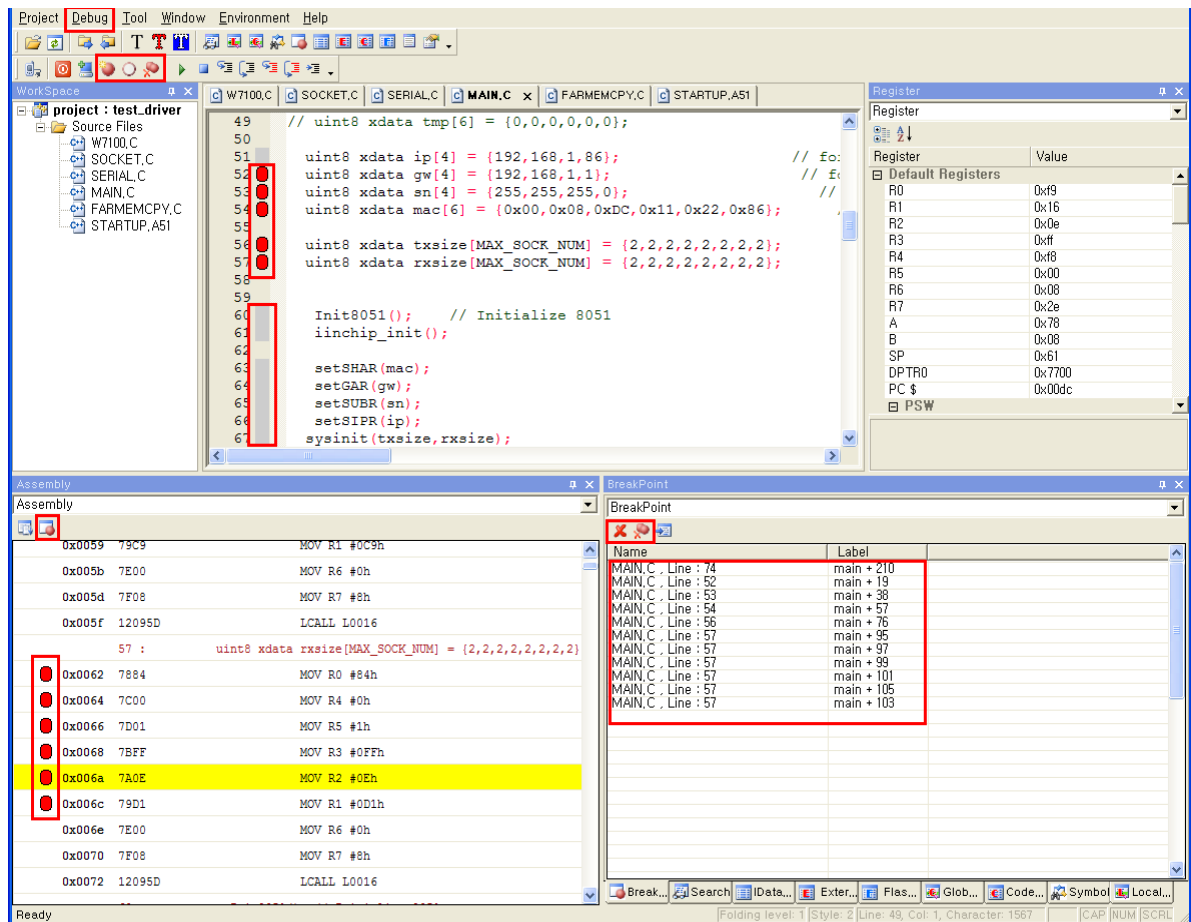 Project Debug Tool Window Environment Help
WorkSpace
project : test_driver
Source Files
W7100,C
SOCKET,C
SERIAL,C
MAIN,C
FARMEMCPY,C
STARTUP,A51
W7100,C SOCKET,C SERIAL,C MAIN,C FARMEMCPY,C STARTUP,A51
49 // uint8 xdata tmp[6] = {0,0,0,0,0,0};
50
51 uint8 xdata ip[4] = {192,168,1,86}; // fo
52 uint8 xdata gw[4] = {192,168,1,1}; // f
53 uint8 xdata sn[4] = {255,255,255,0}; //
54 uint8 xdata mac[6] = {0x00,0x08,0xDC,0x11,0x22,0x86};
55
56 uint8 xdata txsize[MAX_SOCK_NUM] = {2,2,2,2,2,2,2,2};
57 uint8 xdata rxsize[MAX_SOCK_NUM] = {2,2,2,2,2,2,2,2};
58
59
60 Init8051(); // Initialize 8051
61 iinchip_init();
62
63 setSHAR(mac);
64 setGAR(gw);
65 setSUBR(sn);
66 setSIPR(ip);
67 sysinit(txsize,rxsize);
Register
Register
Register Value
Default Registers
R0 0xf9
R1 0x16
R2 0x0e
R3 0xff
R4 0xf8
R5 0x00
R6 0x08
R7 0x2e
A 0x78
B 0x08
SP 0x61
DPTR0 0x7700
PC $ 0x00dc
PSW
Assembly
Assembly
0x0059 79C9 MOV R1 #0C9h
0x005b 7E00 MOV R6 #0h
0x005d 7F08 MOV R7 #8h
0x005f 12095D LCALL L0016
57 : uint8 xdata rxsize[MAX_SOCK_NUM] = {2,2,2,2,2,2,2,2}
0x0062 7884 MOV R0 #84h
0x0064 7C00 MOV R4 #0h
0x0066 7D01 MOV R5 #1h
0x0068 7BFF MOV R3 #0FFh
0x006a 7A0E MOV R2 #0Eh
0x006c 79D1 MOV R1 #0D1h
0x006e 7E00 MOV R6 #0h
0x0070 7F08 MOV R7 #8h
0x0072 12095D LCALL L0016
BreakPoint
BreakPoint
Name Label
MAIN,C , Line : 74 main + 210
MAIN,C , Line : 52 main + 19
MAIN,C , Line : 53 main + 38
MAIN,C , Line : 54 main + 57
MAIN,C , Line : 56 main + 76
MAIN,C , Line : 57 main + 95
MAIN,C , Line : 57 main + 97
MAIN,C , Line : 57 main + 99
MAIN,C , Line : 57 main + 101
MAIN,C , Line : 57 main + 105
MAIN,C , Line : 57 main + 103
Break... Search IData... Exter... Flas... Glob... Code... Symbol Local...
Ready Folding level: 1 Style: 2 Line: 49, Col: 1, Character: 1567 CAP NUM SCRL